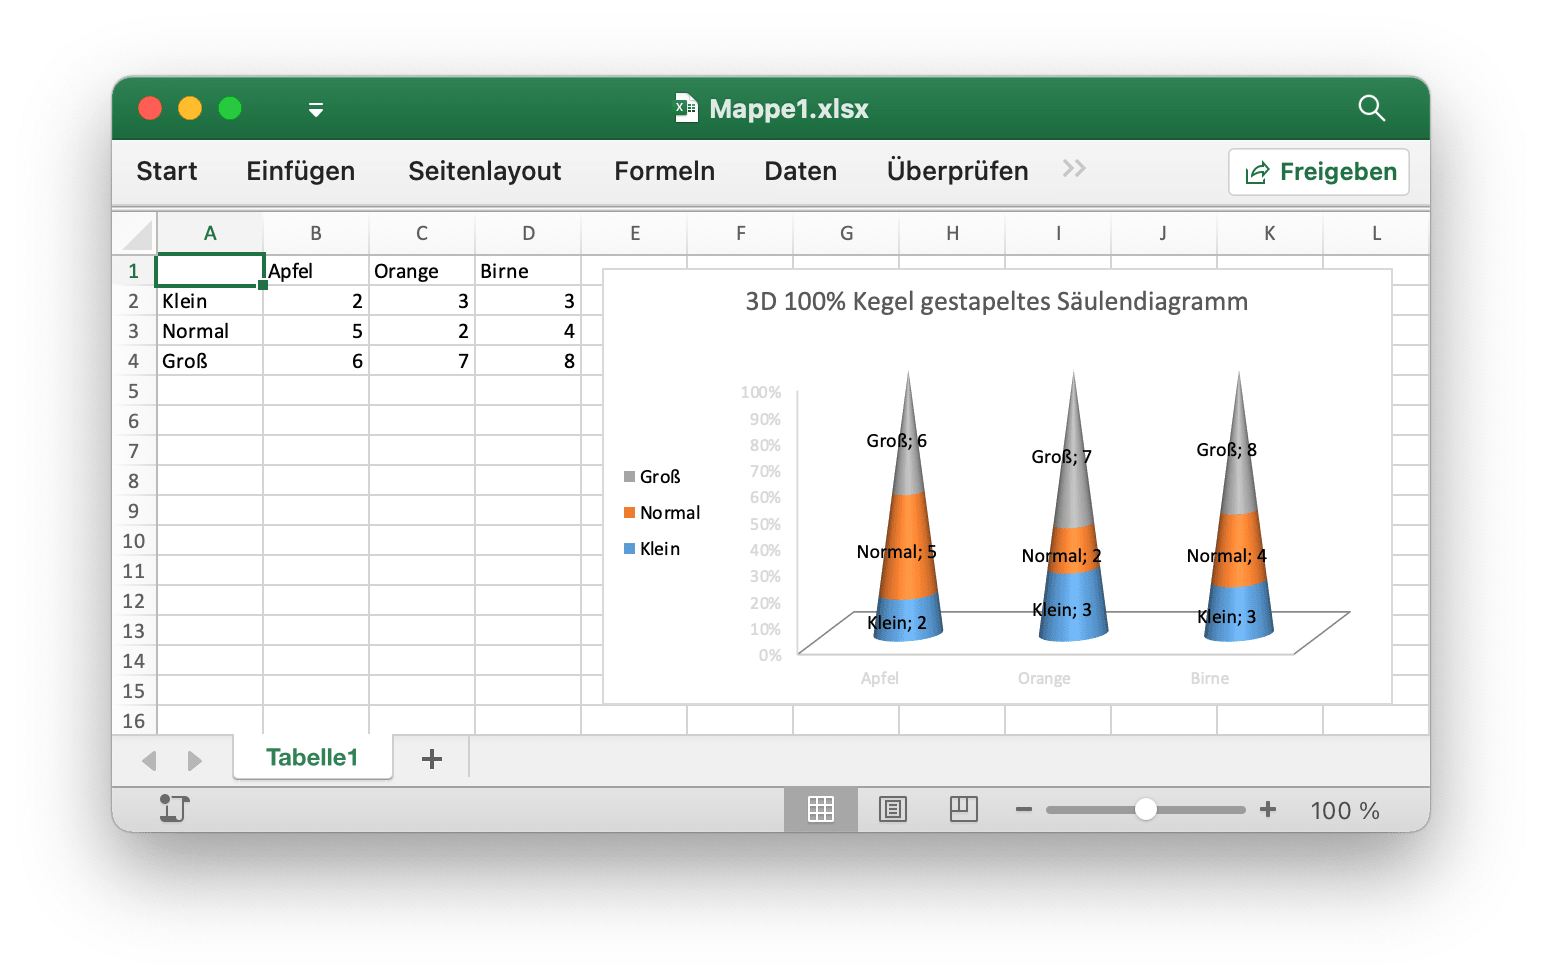 Mappe1.xlsx
Start Einfügen Seitenlayout Formeln Daten Überprüfen Freigeben
A B C D E F G H I J K L
1 Apfel Orange Birne
2 Klein 2 3 3
3 Normal 5 2 4
4 Groß 6 7 8
5
6
7
8
9
10
11
12
13
14
15
16
3D 100% Kegel gestapeltes Säulendiagramm
Groß
Normal
Klein
100%
90%
80%
70%
60%
50%
40%
30%
20%
10%
0%
Groß; 6 Groß; 7 Groß; 8
Normal; 5 Normal; 2 Normal; 4
Klein; 2 Klein; 3 Klein; 3
Apfel Orange Birne
Tabelle1
100 %